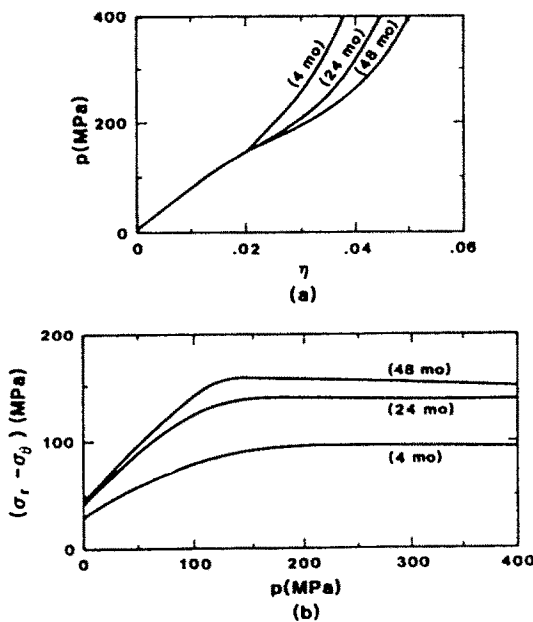 400
200
0
p(MPa)
(4 mo)
(24 mo)
(48 mo)
0
.02
.04
.06
η
(a)
200
100
0
(σr - σθ) (MPa)
(48 mo)
(24 mo)
(4 mo)
0
100
200
300
400
p(MPa)
(b)